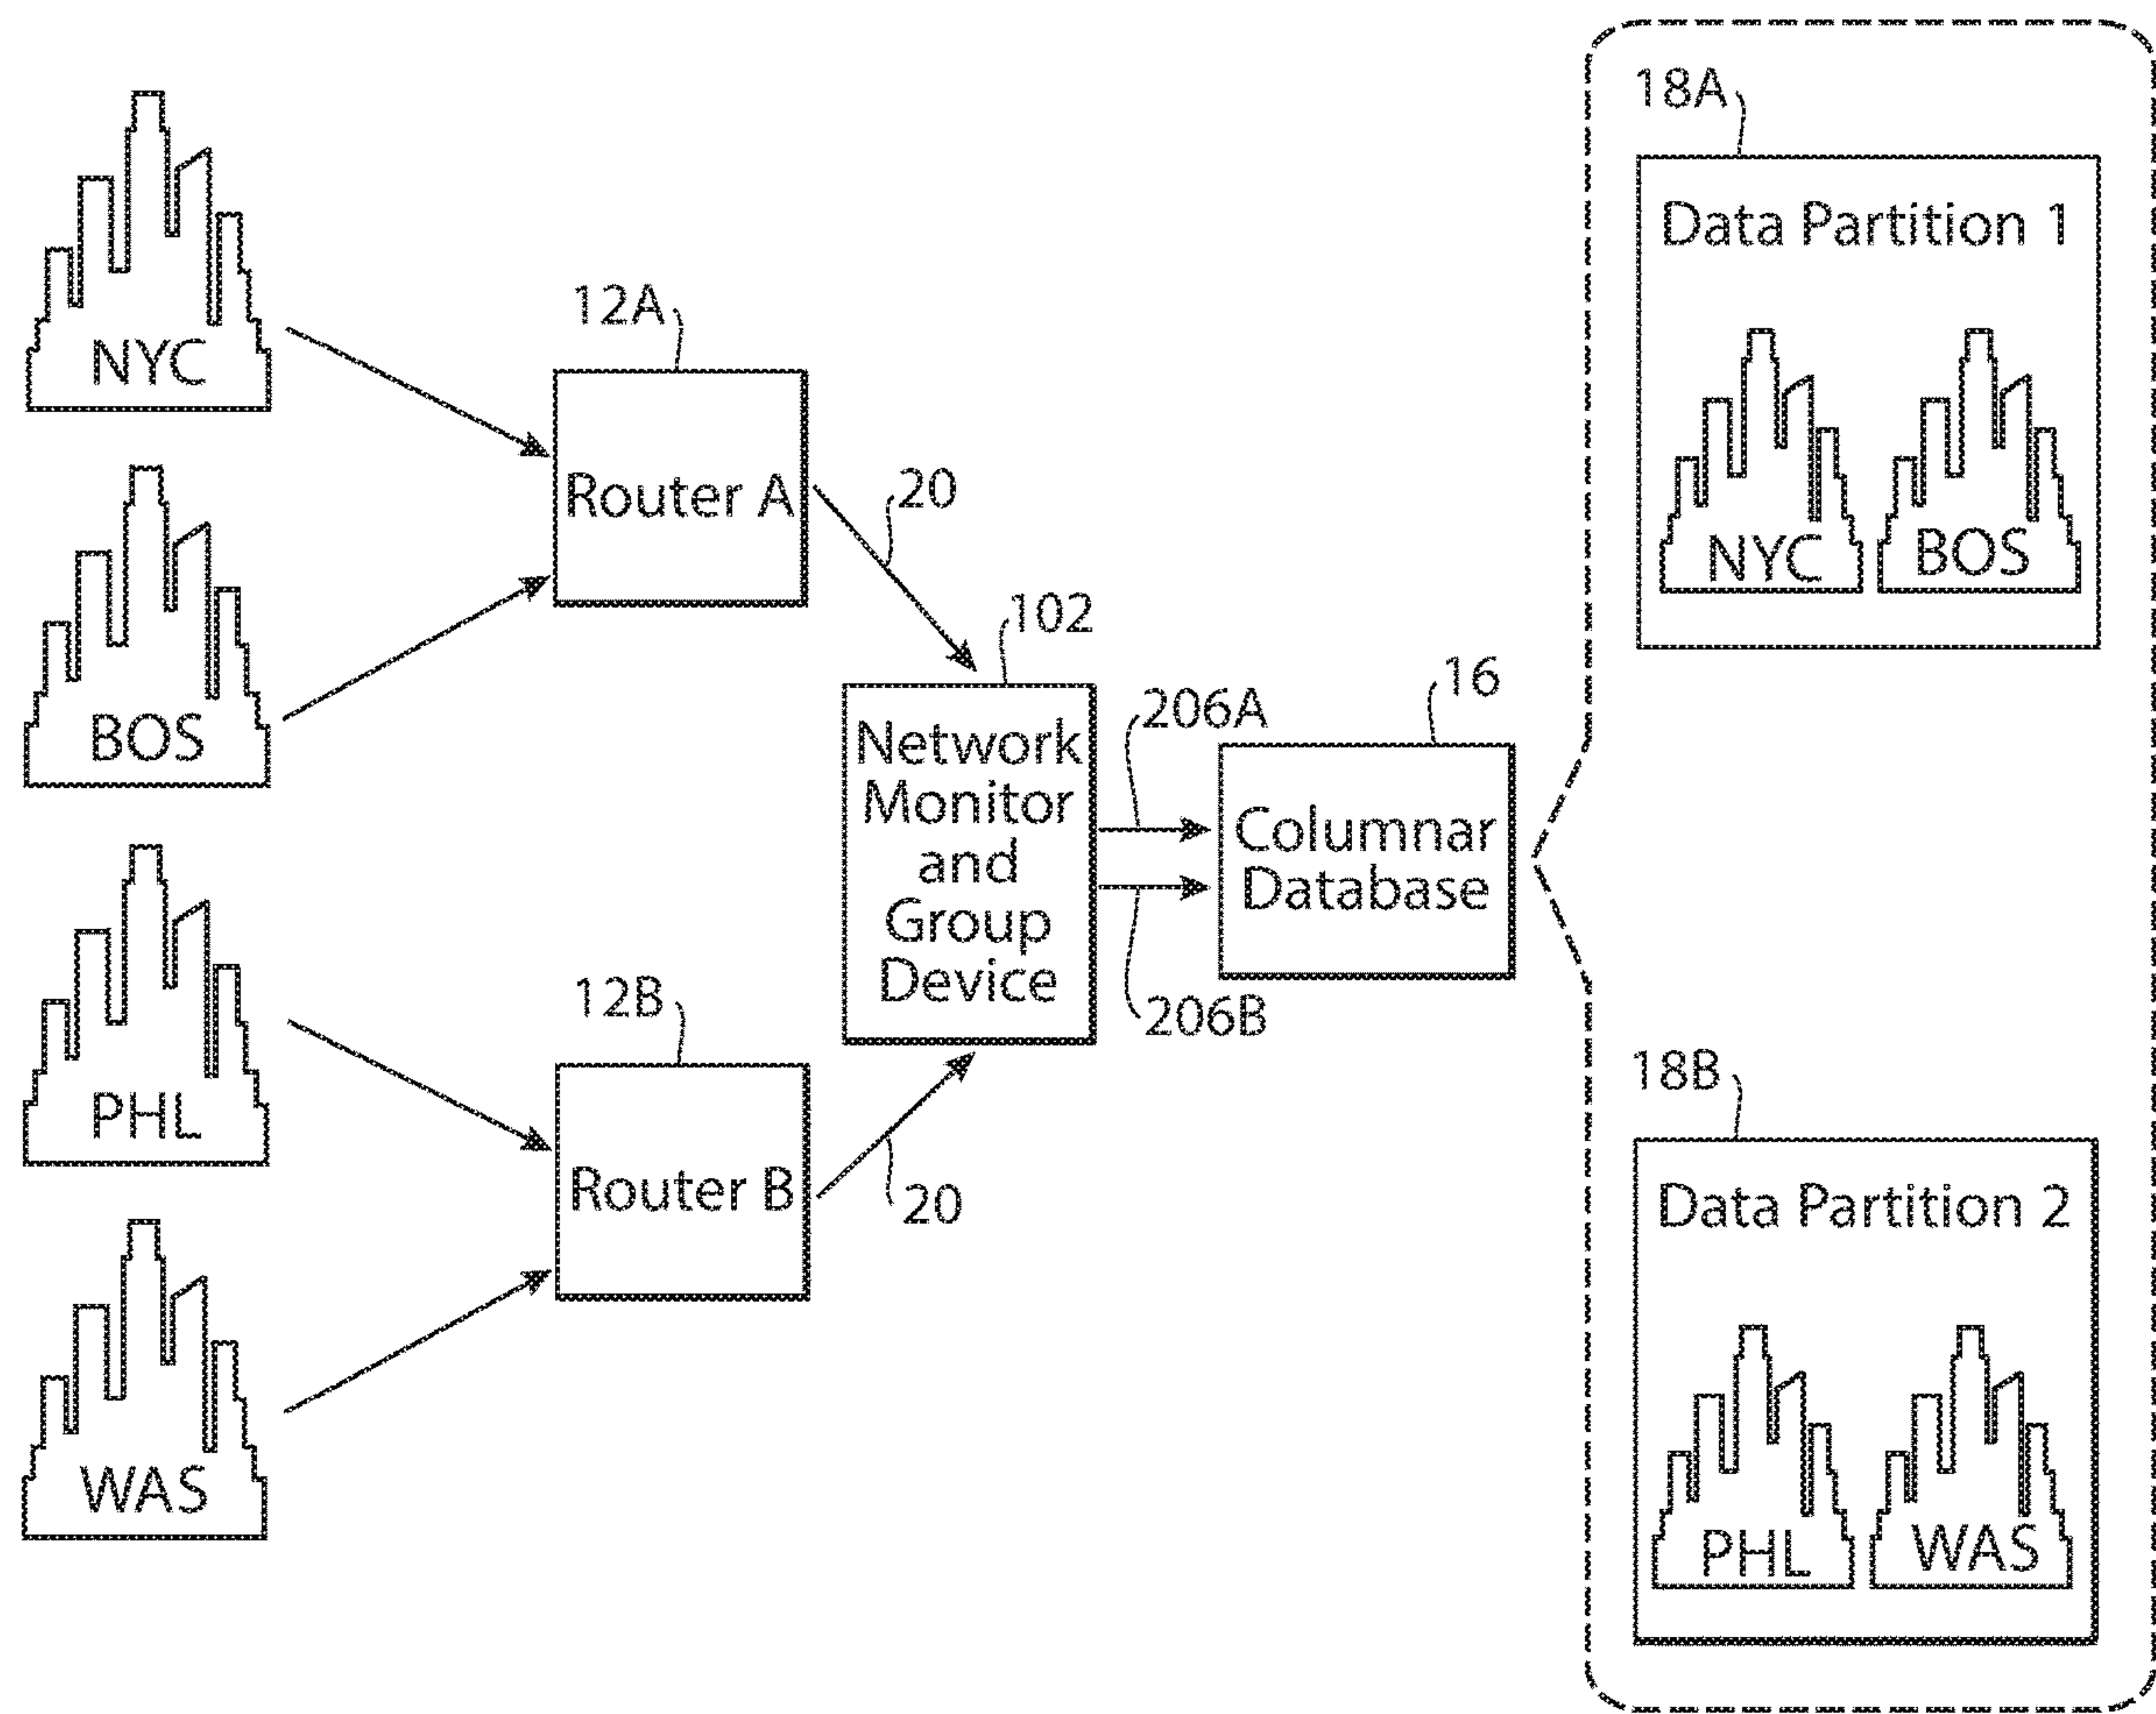 NYC
BOS
PHL
WAS
12A
Router A
20
12B
Router B
20
102
Network
Monitor
and
Group
Device
206A
206B
16
Columnar
Database
18A
Data Partition 1
NYC
BOS
18B
Data Partition 2
PHL
WAS